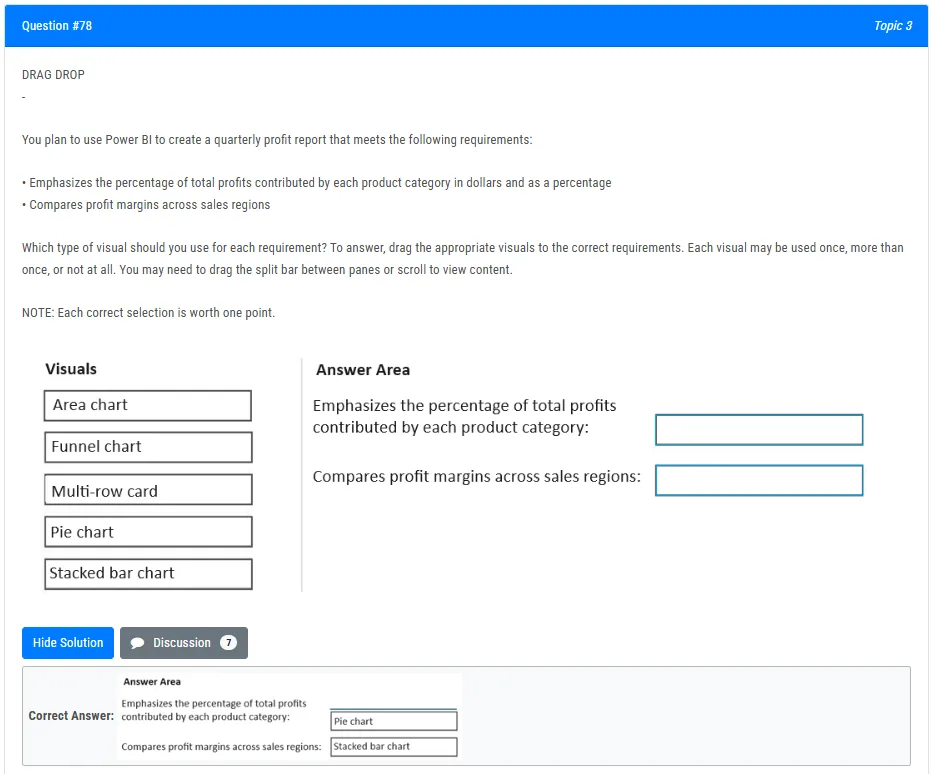 Question #78
Topic 3
DRAG DROP
-
You plan to use Power BI to create a quarterly profit report that meets the following requirements:
• Emphasizes the percentage of total profits contributed by each product category in dollars and as a percentage
• Compares profit margins across sales regions
Which type of visual should you use for each requirement? To answer, drag the appropriate visuals to the correct requirements. Each visual may be used once, more than
once, or not at all. You may need to drag the split bar between panes or scroll to view content.
NOTE: Each correct selection is worth one point.
Visuals
Area chart
Funnel chart
Multi-row card
Pie chart
Stacked bar chart
Answer Area
Emphasizes the percentage of total profits
contributed by each product category:
Compares profit margins across sales regions:
Hide Solution
Discussion 7
Correct Answer:
Answer Area
Emphasizes the percentage of total profits
contributed by each product category:
Pie chart
Compares profit margins across sales regions:
Stacked bar chart